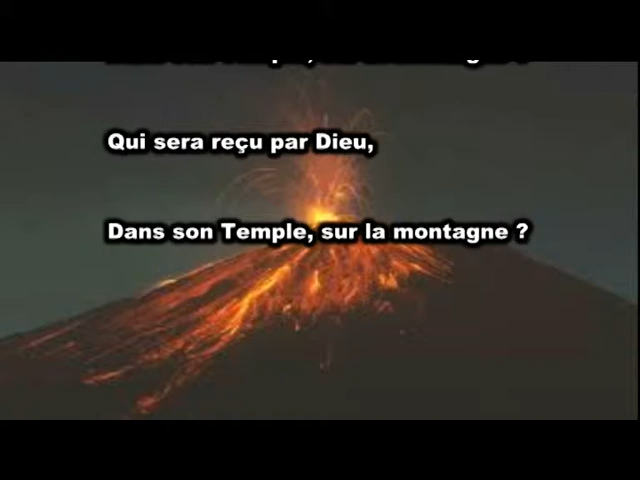 Qui sera reçu par Dieu,
Dans son Temple, sur la montagne ?